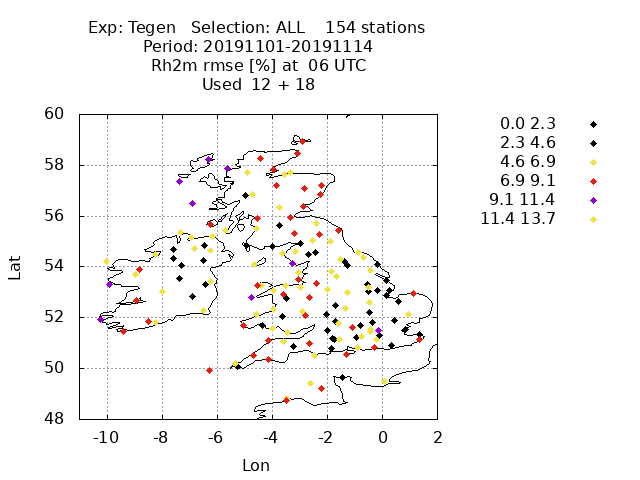 Exp: Tegen   Selection: ALL    154 stations
Period: 20191101-20191114
Rh2m rmse [%] at  06 UTC
Used  12 + 18
0.0 2.3
2.3 4.6
4.6 6.9
6.9 9.1
9.1 11.4
11.4 13.7
60
58
56
54
52
50
48
Lat
-10 -8 -6 -4 -2 0 2
Lon